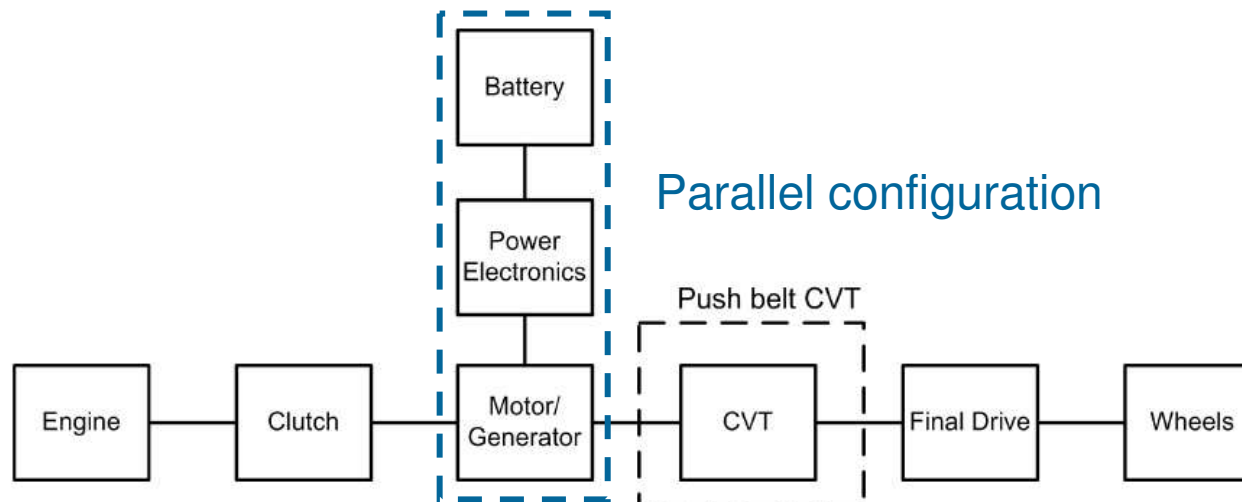 Battery
Parallel configuration
Power
Electronics
Push belt CVT
Engine
Clutch
Motor/
Generator
CVT
Final Drive
Wheels